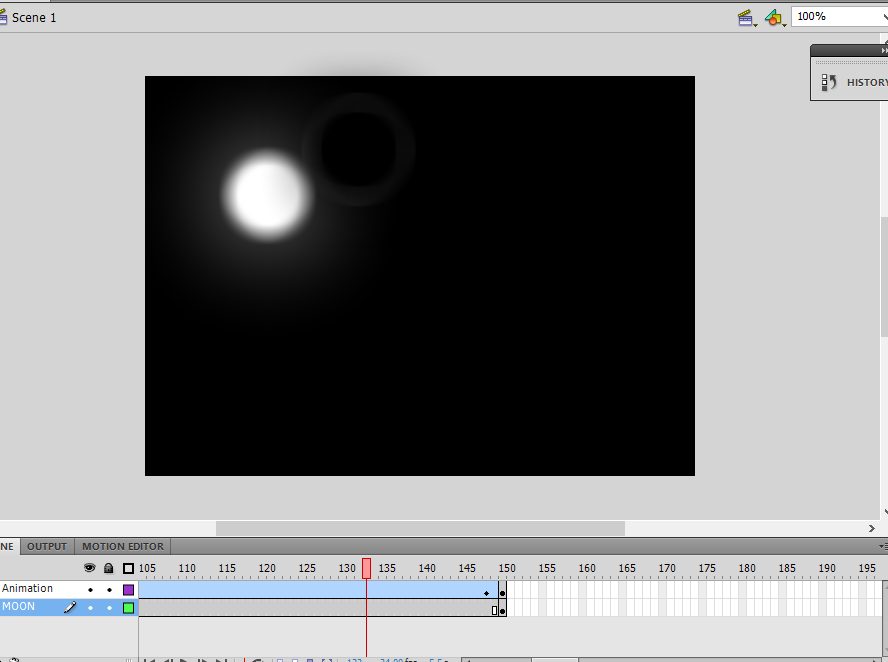 Scene 1
100%
HISTORY
NE OUTPUT MOTION EDITOR
105 110 115 120 125 130 135 140 145 150 155 160 165 170 175 180 185 190 195
Animation
MOON